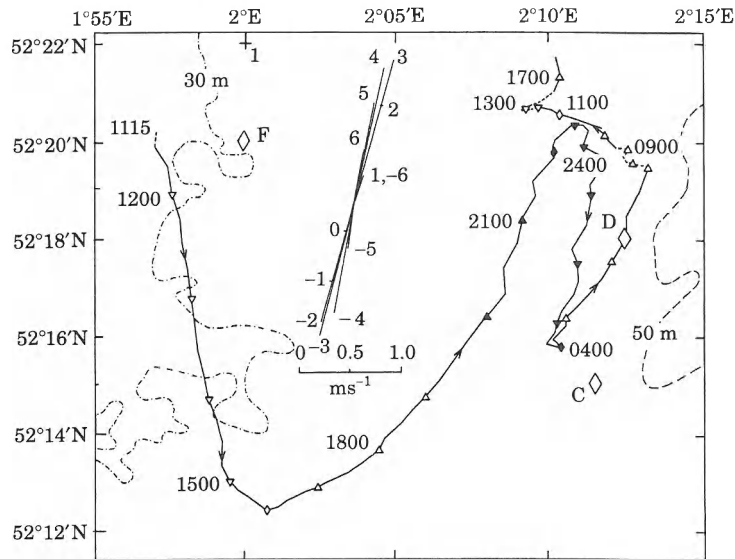 1°55′E 2°E 2°05′E 2°10′E 2°15′E
52°22′N
52°20′N
52°18′N
52°16′N
52°14′N
52°12′N
1
30 m
F
1115
1200
1500
1800
2100
4 3
5
2
6
1,–6
0
–5
–1
–2
–4
–3
0 0.5 1.0
ms⁻¹
1700
1300
1100
0900
2400
D
50 m
0400
C